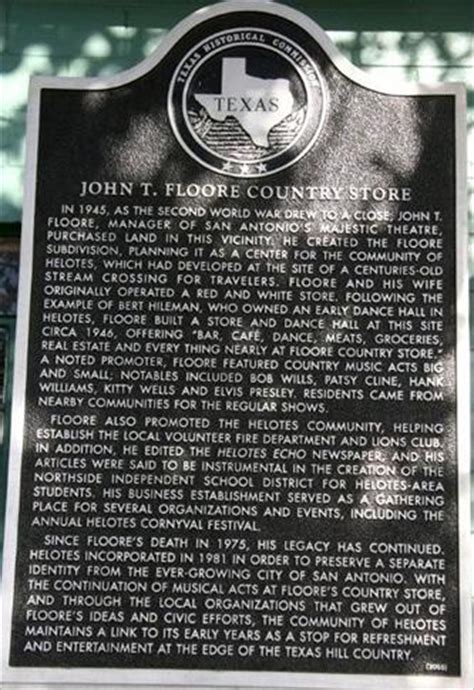 TEXAS HISTORICAL COMMISSION
TEXAS
JOHN T. FLOORE COUNTRY STORE
IN 1945, AS THE SECOND WORLD WAR DREW TO A CLOSE, JOHN T.
FLOORE, MANAGER OF SAN ANTONIO'S MAJESTIC THEATRE,
PURCHASED LAND IN THIS VICINITY. HE CREATED THE FLOORE
SUBDIVISION, PLANNING IT AS A CENTER FOR THE COMMUNITY OF
HELOTES, WHICH HAD DEVELOPED AT THE SITE OF A CENTURIES-OLD
STREAM CROSSING FOR TRAVELERS. FLOORE AND HIS WIFE
ORIGINALLY OPERATED A RED AND WHITE STORE. FOLLOWING THE
EXAMPLE OF BERT HILEMAN, WHO OWNED AN EARLY DANCE HALL IN
HELOTES, FLOORE BUILT A STORE AND DANCE HALL AT THIS SITE
CIRCA 1946, OFFERING "BAR, CAFÉ, DANCE, MEATS, GROCERIES,
REAL ESTATE AND EVERY THING NEARLY AT FLOORE COUNTRY STORE."
A NOTED PROMOTER, FLOORE FEATURED COUNTRY MUSIC ACTS BIG
AND SMALL; NOTABLES INCLUDED BOB WILLS, PATSY CLINE, HANK
WILLIAMS, KITTY WELLS AND ELVIS PRESLEY. RESIDENTS CAME FROM
NEARBY COMMUNITIES FOR THE REGULAR SHOWS.
FLOORE ALSO PROMOTED THE HELOTES COMMUNITY, HELPING
ESTABLISH THE LOCAL VOLUNTEER FIRE DEPARTMENT AND LIONS CLUB.
IN ADDITION, HE EDITED THE HELOTES ECHO NEWSPAPER, AND HIS
ARTICLES WERE SAID TO BE INSTRUMENTAL IN THE CREATION OF THE
NORTHSIDE INDEPENDENT SCHOOL DISTRICT FOR HELOTES-AREA
STUDENTS. HIS BUSINESS ESTABLISHMENT SERVED AS A GATHERING
PLACE FOR SEVERAL ORGANIZATIONS AND EVENTS, INCLUDING THE
ANNUAL HELOTES CORNYVAL FESTIVAL.
SINCE FLOORE'S DEATH IN 1975, HIS LEGACY HAS CONTINUED.
HELOTES INCORPORATED IN 1981 IN ORDER TO PRESERVE A SEPARATE
IDENTITY FROM THE EVER-GROWING CITY OF SAN ANTONIO. WITH
THE CONTINUATION OF MUSICAL ACTS AT FLOORE'S COUNTRY STORE,
AND THROUGH THE LOCAL ORGANIZATIONS THAT GREW OUT OF
FLOORE'S IDEAS AND CIVIC EFFORTS, THE COMMUNITY OF HELOTES
MAINTAINS A LINK TO ITS EARLY YEARS AS A STOP FOR REFRESHMENT
AND ENTERTAINMENT AT THE EDGE OF THE TEXAS HILL COUNTRY.